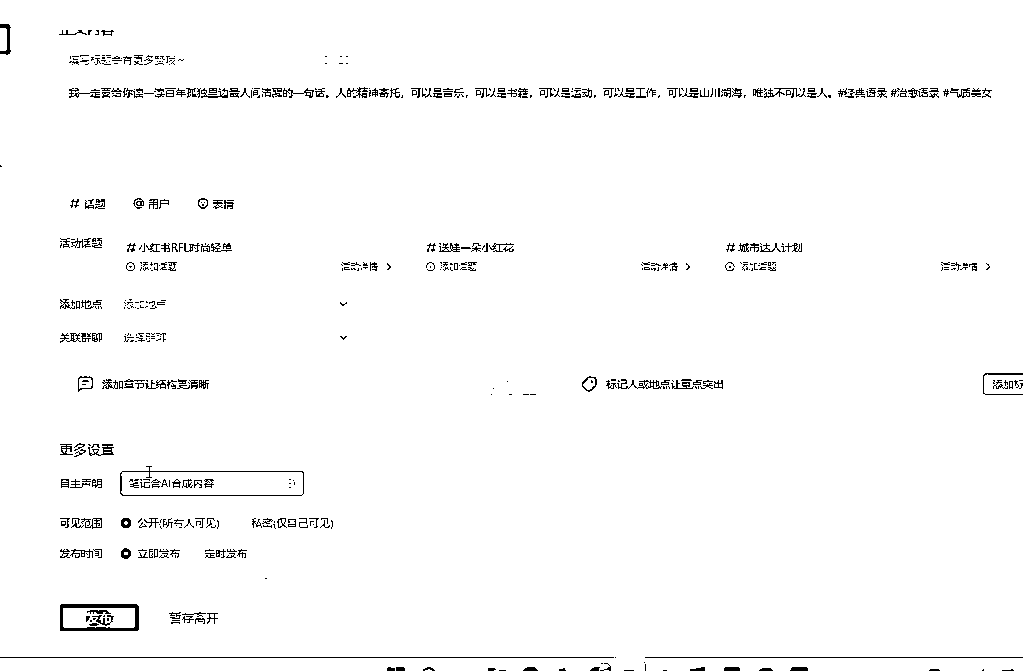 正文内容
填写标题会有更多赞哦~
我一定要给你读一读百年孤独里边最人间清醒的一句话。人的精神寄托，可以是音乐，可以是书籍，可以是运动，可以是工作，可以是山川湖海，唯独不可以是人。#经典语录 #治愈语录 #气质美女
# 话题 @ 用户 表情
活动话题 # 小红书RFL时尚轻单 # 送娃一朵小红花 # 城市达人计划
添加话题 活动详情 > 添加话题 活动详情 > 添加话题 活动详情 >
添加地点 添加地点
关联群聊 选择群聊
添加章节让结构更清晰 标记人或地点让重点突出 添加标
更多设置
自主声明 笔记含AI合成内容
可见范围 公开(所有人可见) 私密(仅自己可见)
发布时间 立即发布 定时发布
发布 暂存离开